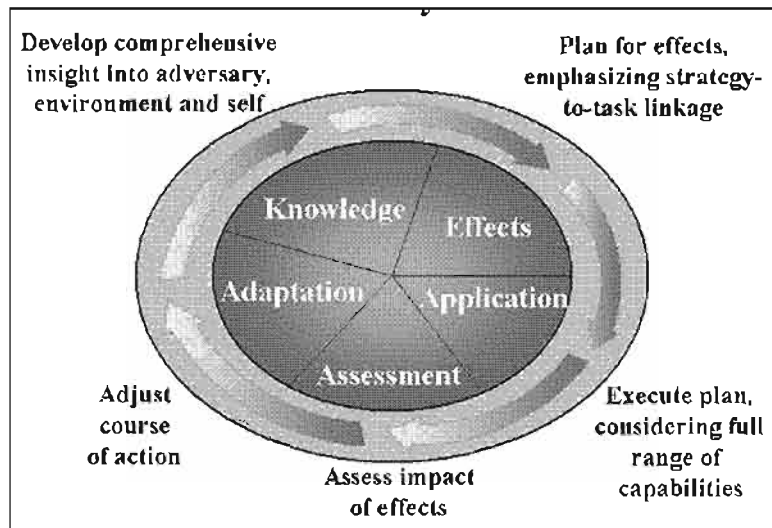 Develop comprehensive
insight into adversary,
environment and self
Plan for effects,
emphasizing strategy-
to-task linkage
Knowledge
Effects
Adaptation
Application
Assessment
Adjust
course
of action
Assess impact
of effects
Execute plan,
considering full
range of
capabilities